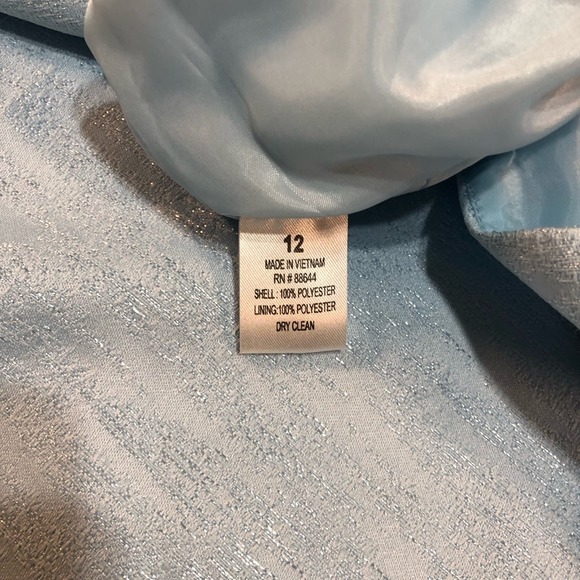 12
MADE IN VIETNAM
RN # 88644
SHELL : 100% POLYESTER
LINING:100% POLYESTER
DRY CLEAN